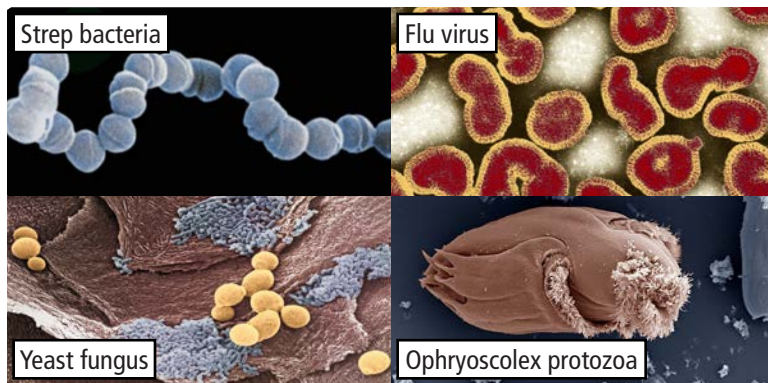 Strep bacteria
Flu virus
Yeast fungus
Ophryoscolex protozoa